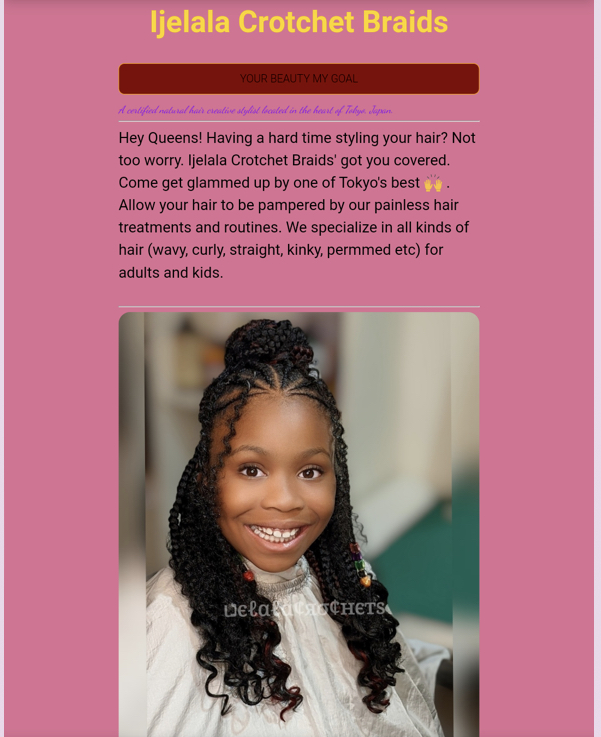 Ijelala Crotchet Braids
YOUR BEAUTY MY GOAL
A certified natural hair creative stylist located in the heart of Tokyo, Japan.
Hey Queens! Having a hard time styling your hair? Not
too worry. Ijelala Crotchet Braids' got you covered.
Come get glammed up by one of Tokyo's best 🙌 .
Allow your hair to be pampered by our painless hair
treatments and routines. We specialize in all kinds of
hair (wavy, curly, straight, kinky, permmed etc) for
adults and kids.